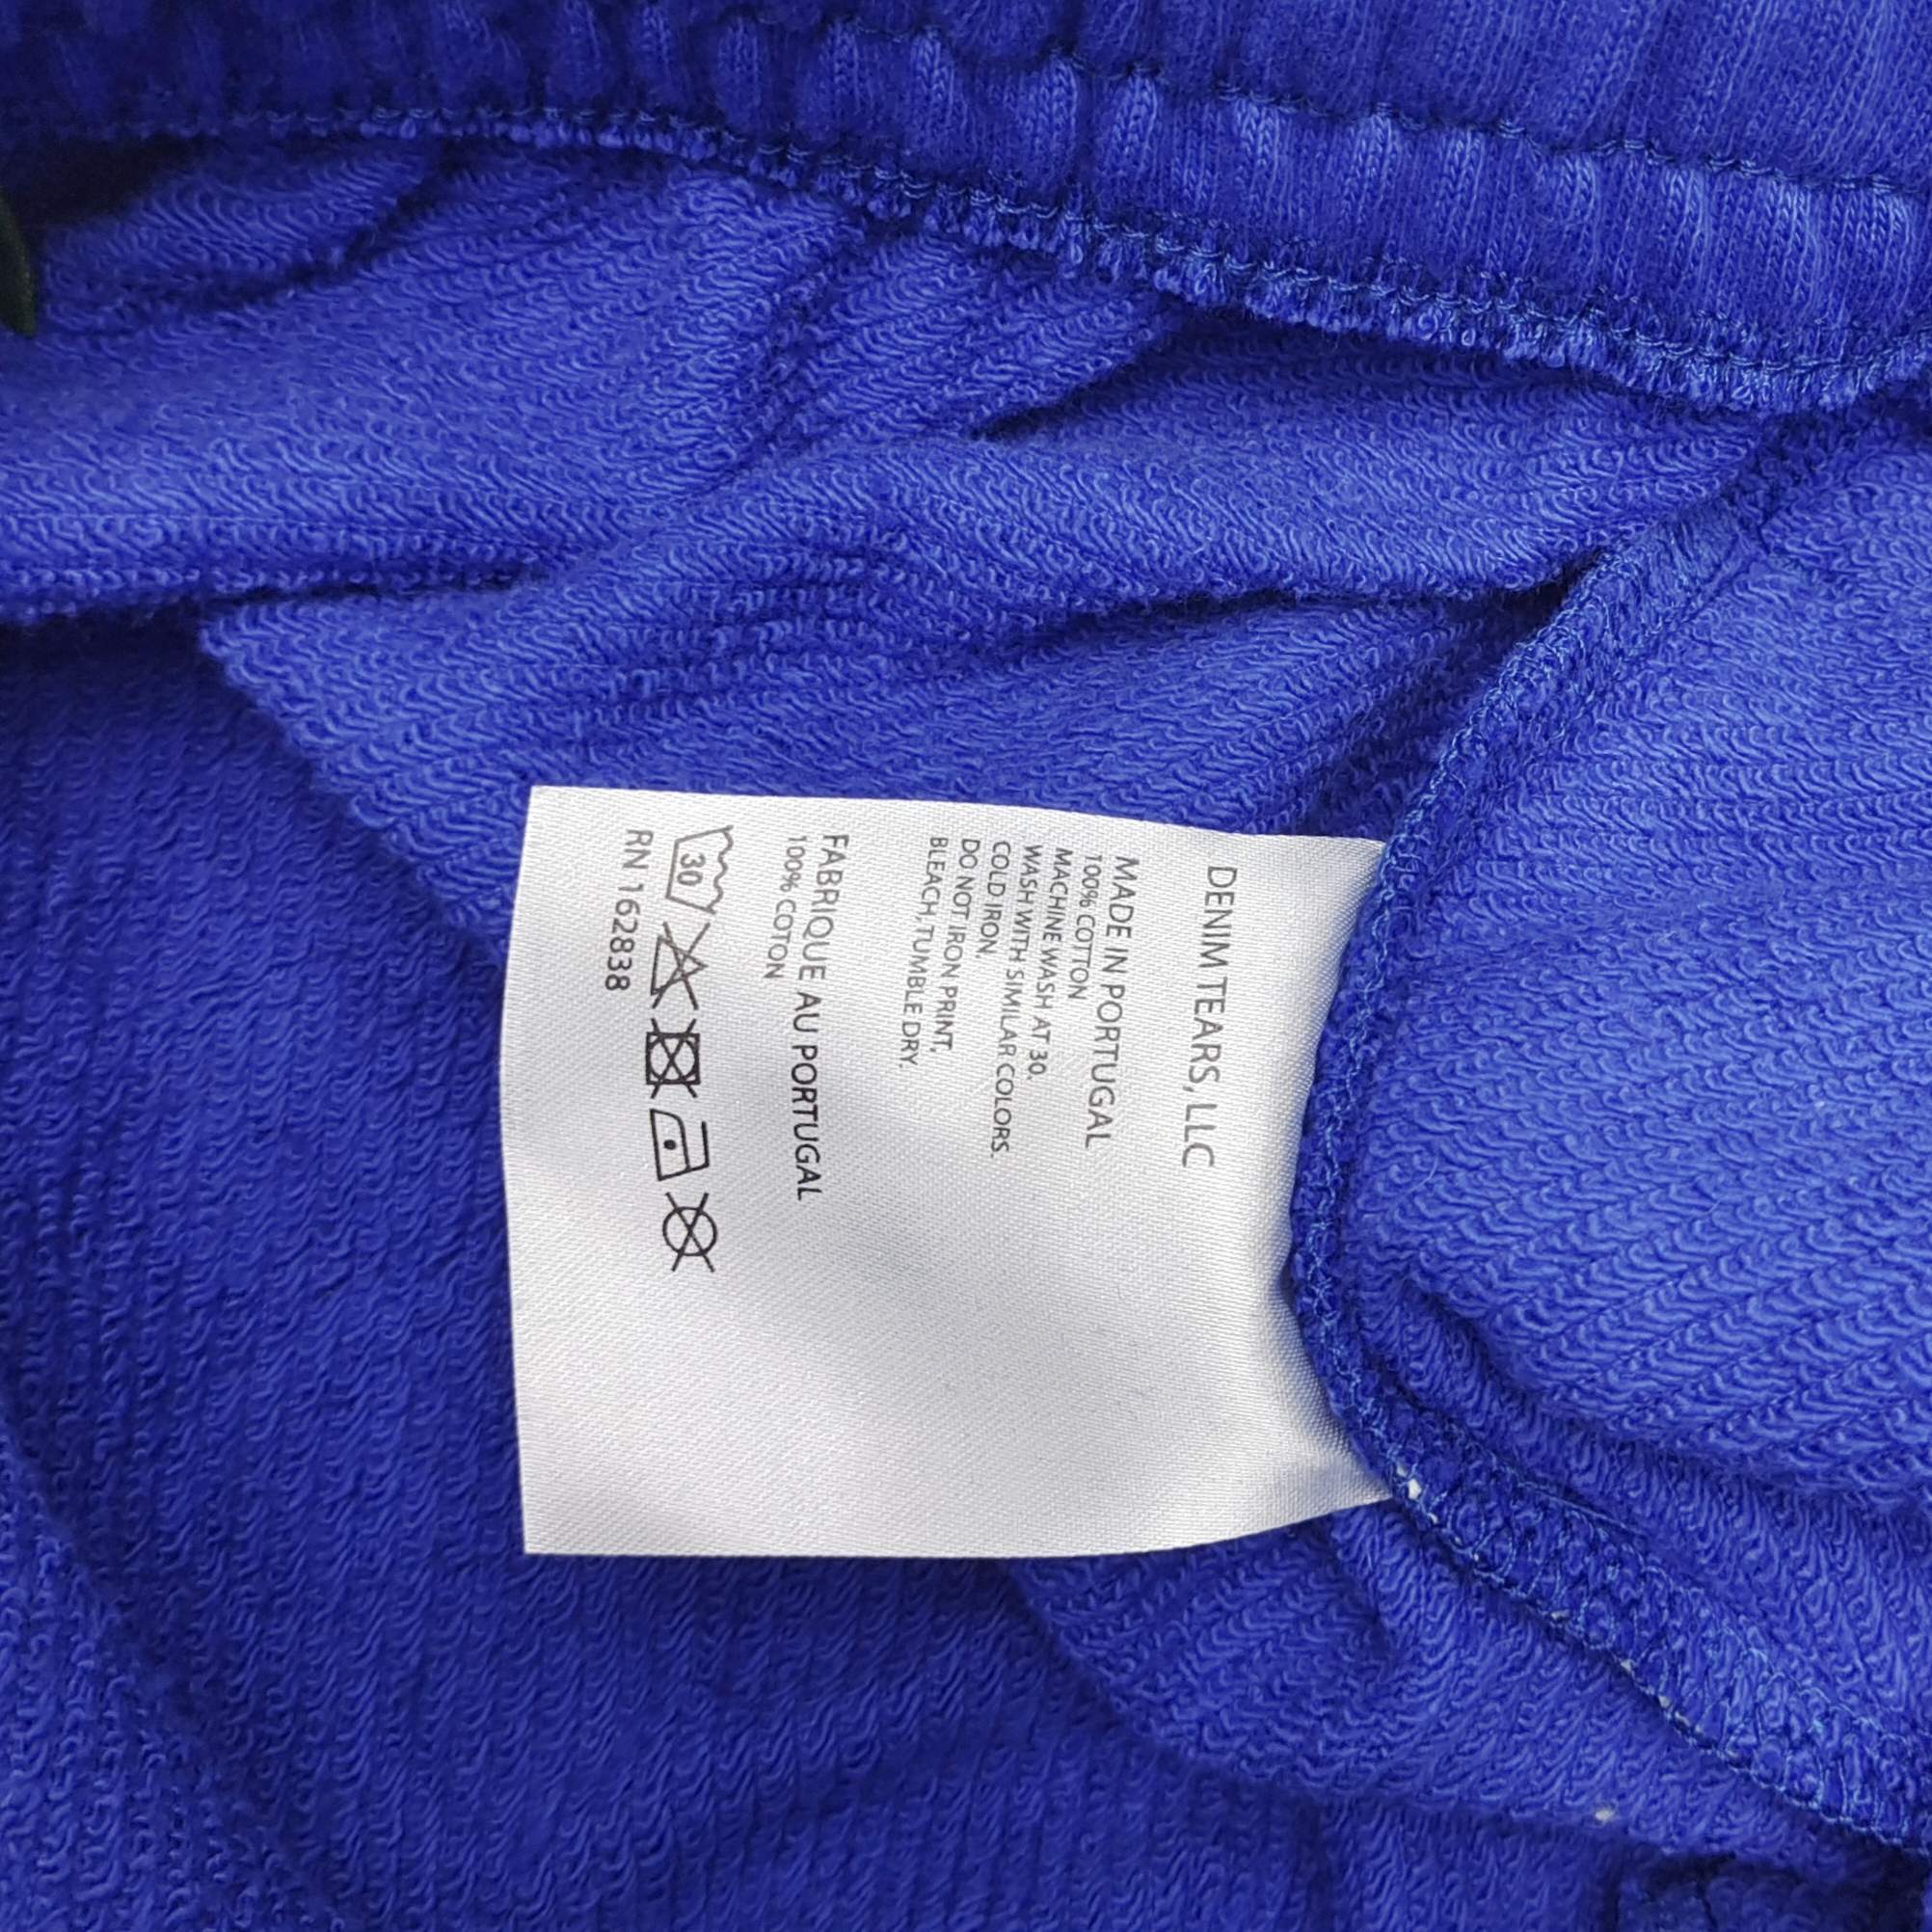 DENIM TEARS, LLC
MADE IN PORTUGAL
100% COTTON
MACHINE WASH AT 30.
WASH WITH SIMILAR COLORS.
COLD IRON.
DO NOT IRON PRINT,
BLEACH, TUMBLE DRY.
FABRIQUE AU PORTUGAL
100% COTON
30
RN 162838